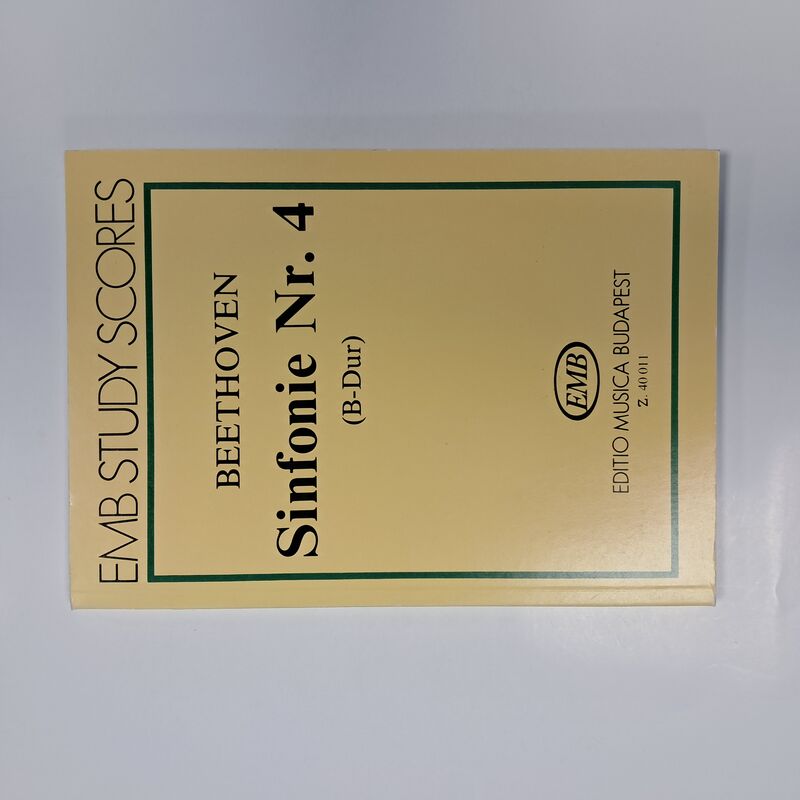 EMB STUDY SCORES
BEETHOVEN
Sinfonie Nr. 4
(B-Dur)
EMB
EDITIO MUSICA BUDAPEST
Z. 40 011